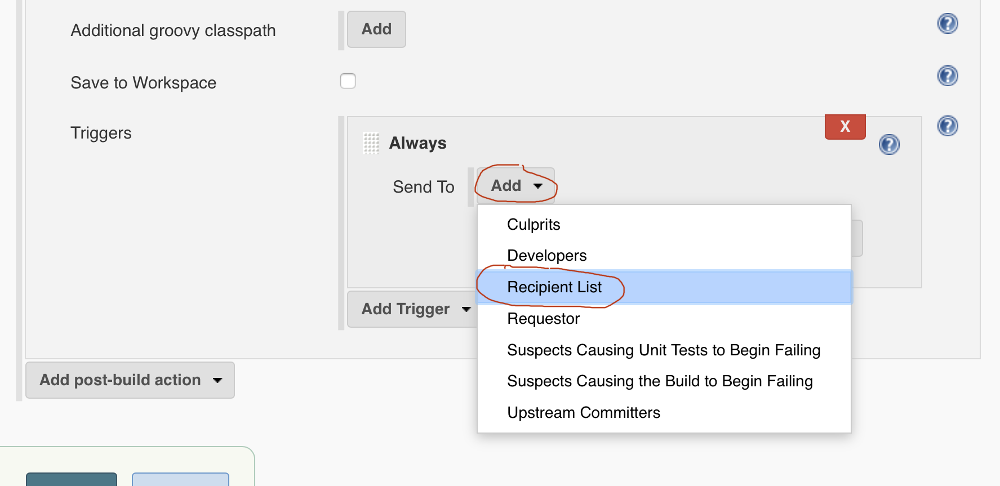 Additional groovy classpath Add ?
Save to Workspace ?
Triggers X ?
Always ?
Send To Add
Culprits
Developers
Recipient List
Add Trigger
Requestor
Suspects Causing Unit Tests to Begin Failing
Add post-build action
Suspects Causing the Build to Begin Failing
Upstream Committers